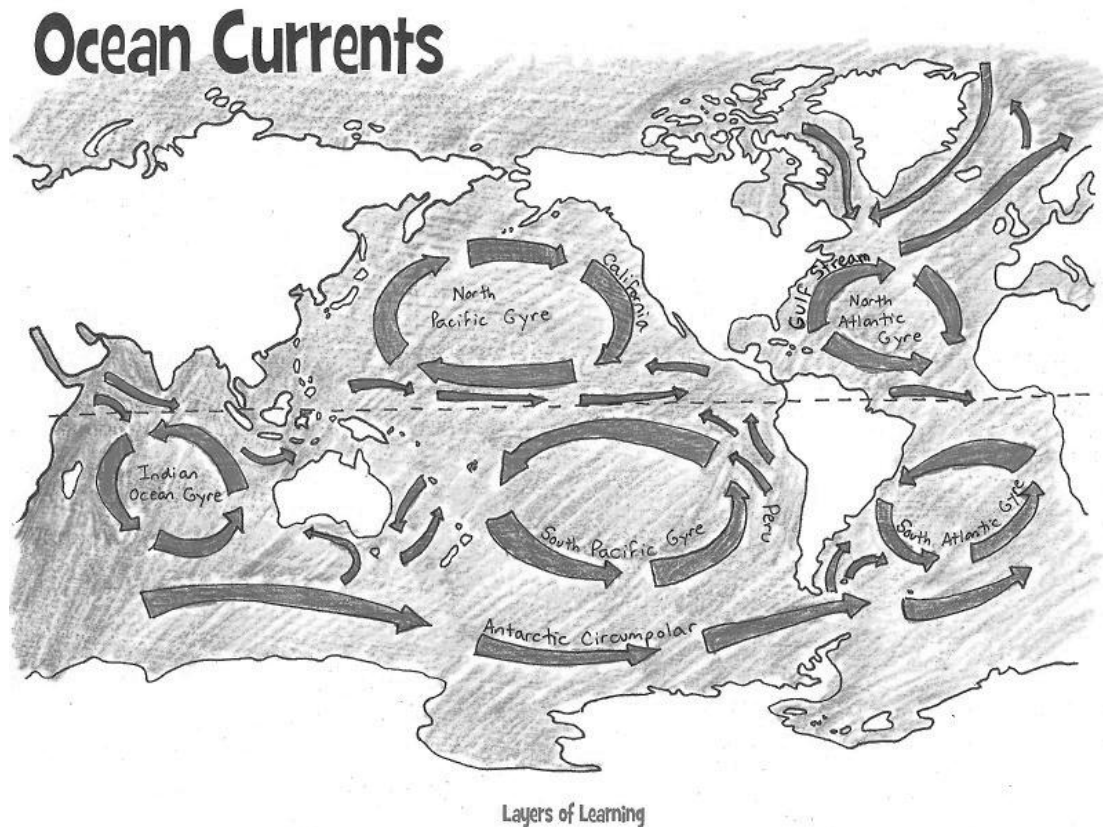 Ocean Currents
North
Pacific Gyre
California
Gulf Stream
North
Atlantic
Gyre
Indian
Ocean Gyre
South Pacific Gyre
Peru
South Atlantic Gyre
Antarctic Circumpolar
Layers of Learning